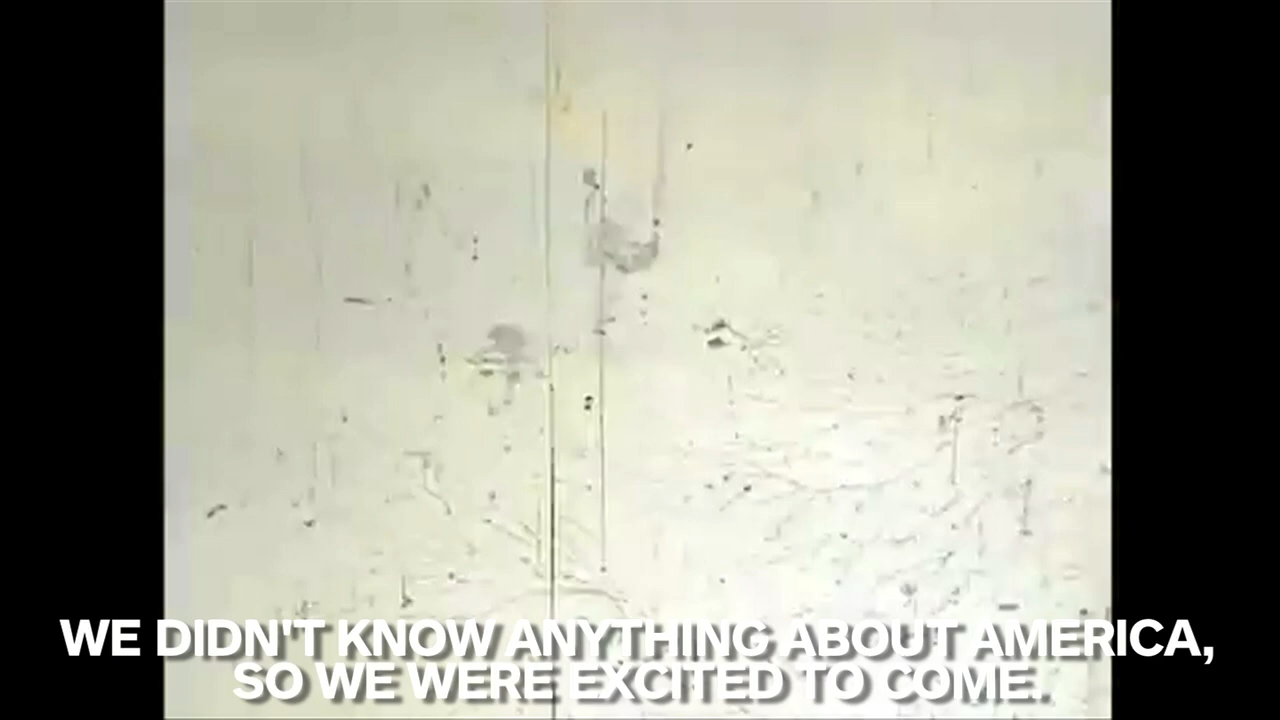 WE DIDN'T KNOW ANYTHING ABOUT AMERICA,
SO WE WERE EXCITED TO COME.